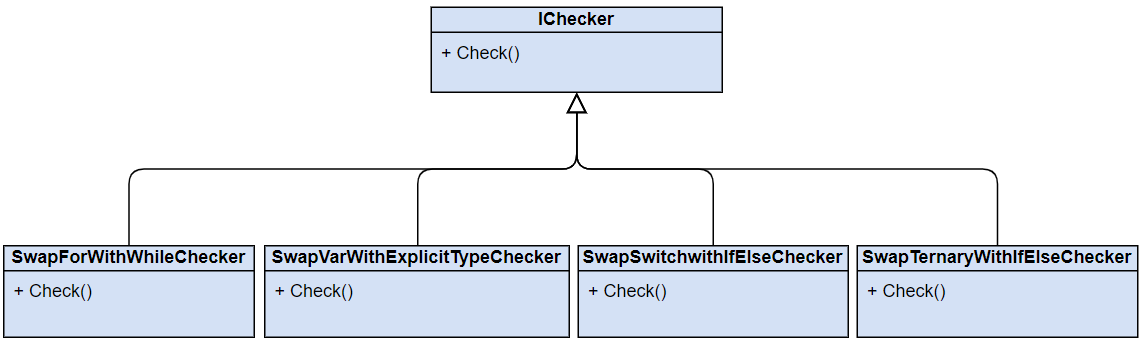 IChecker
+ Check()
SwapForWithWhileChecker
+ Check()
SwapVarWithExplicitTypeChecker
+ Check()
SwapSwitchwithIfElseChecker
+ Check()
SwapTernaryWithIfElseChecker
+ Check()